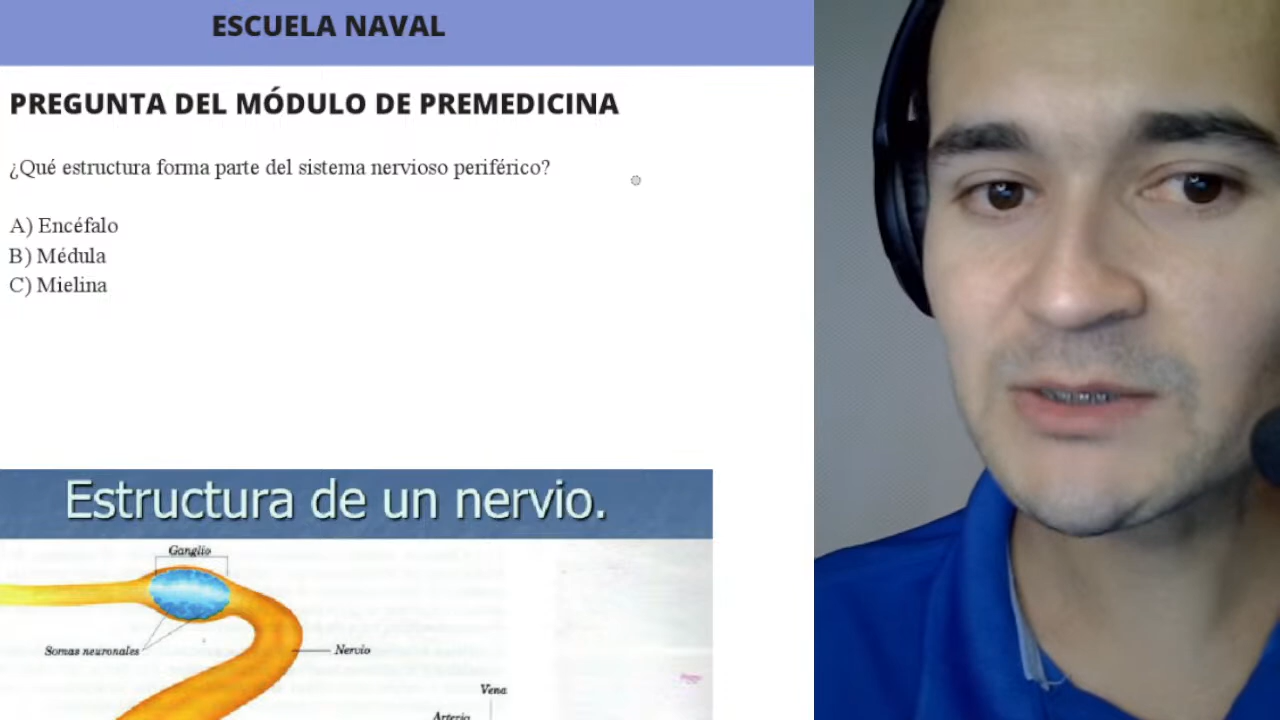 ESCUELA NAVAL
PREGUNTA DEL MÓDULO DE PREMEDICINA
¿Qué estructura forma parte del sistema nervioso periférico?
A) Encéfalo
B) Médula
C) Mielina
Estructura de un nervio.
Ganglio
Somas neuronales
Nervio
Vena
Arteria